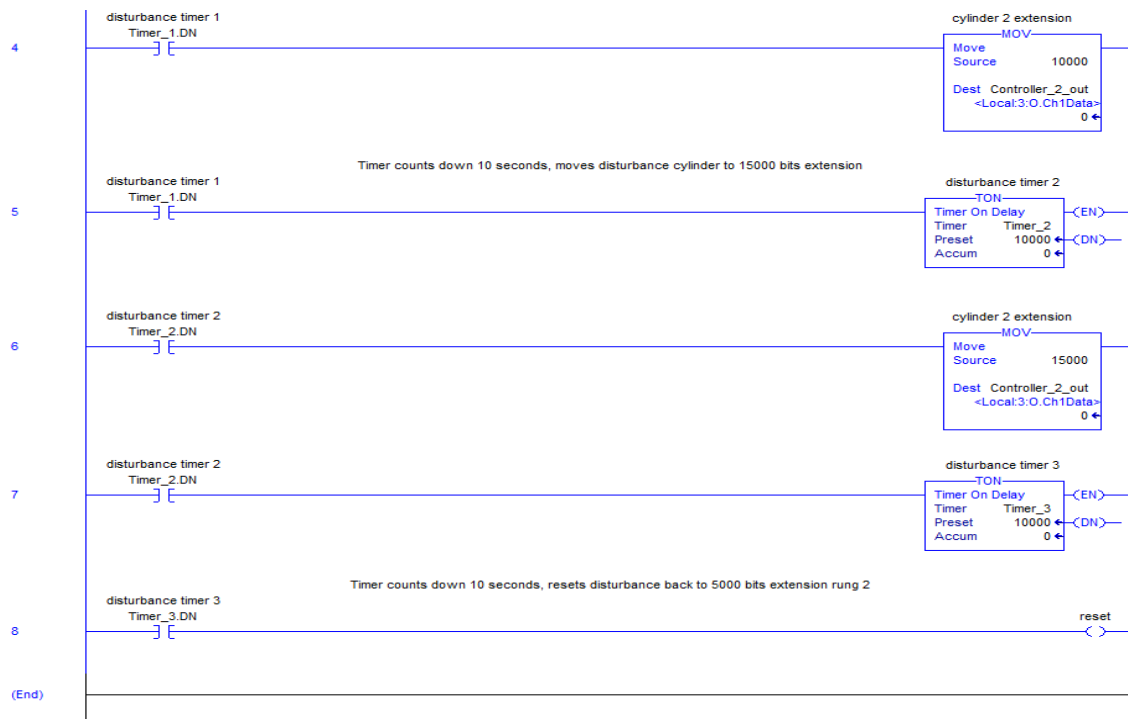 disturbance timer 1
Timer_1.DN
cylinder 2 extension
MOV
4
Move
Source 10000
Dest Controller_2_out
<Local:3:O.Ch1Data>
0
Timer counts down 10 seconds, moves disturbance cylinder to 15000 bits extension
disturbance timer 1
Timer_1.DN
disturbance timer 2
TON
5
Timer On Delay (EN)
Timer Timer_2
Preset 10000 (DN)
Accum 0
disturbance timer 2
Timer_2.DN
cylinder 2 extension
MOV
6
Move
Source 15000
Dest Controller_2_out
<Local:3:O.Ch1Data>
0
disturbance timer 2
Timer_2.DN
disturbance timer 3
TON
7
Timer On Delay (EN)
Timer Timer_3
Preset 10000 (DN)
Accum 0
Timer counts down 10 seconds, resets disturbance back to 5000 bits extension rung 2
disturbance timer 3
Timer_3.DN
reset
8
(End)